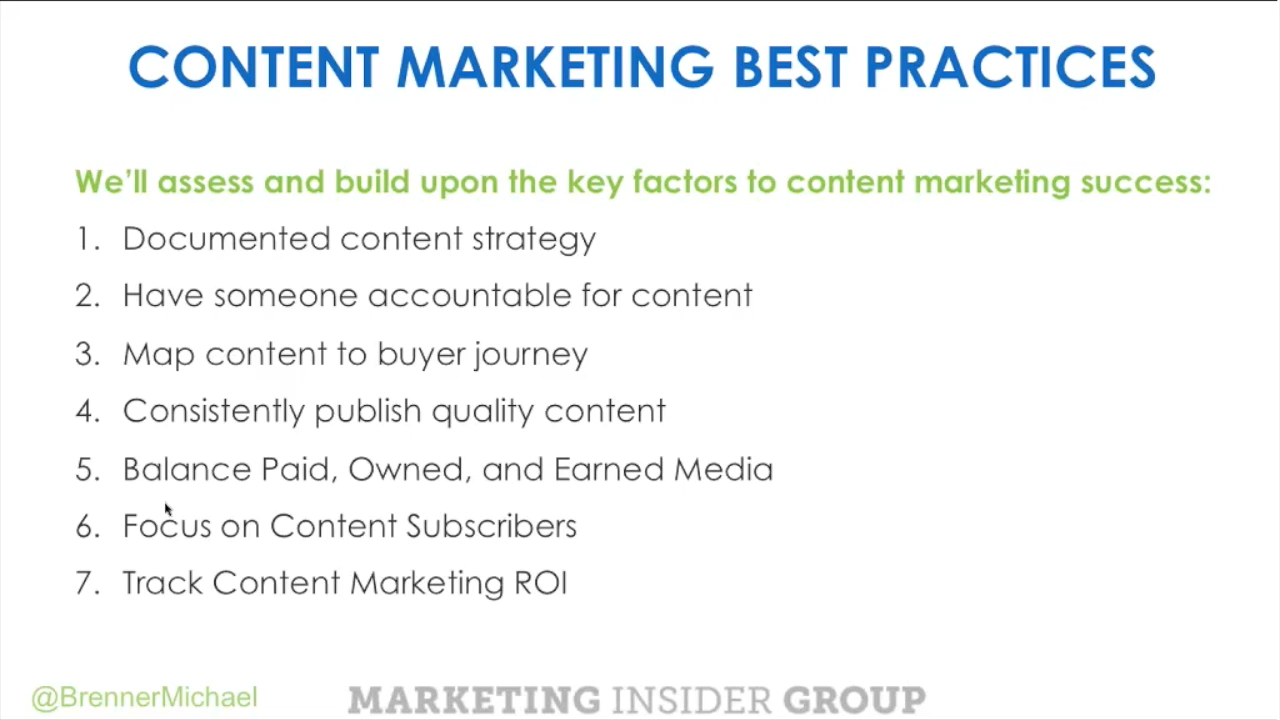 CONTENT MARKETING BEST PRACTICES
We'll assess and build upon the key factors to content marketing success:
1. Documented content strategy
2. Have someone accountable for content
3. Map content to buyer journey
4. Consistently publish quality content
5. Balance Paid, Owned, and Earned Media
6. Focus on Content Subscribers
7. Track Content Marketing ROI
@BrennerMichael MARKETING INSIDER GROUP